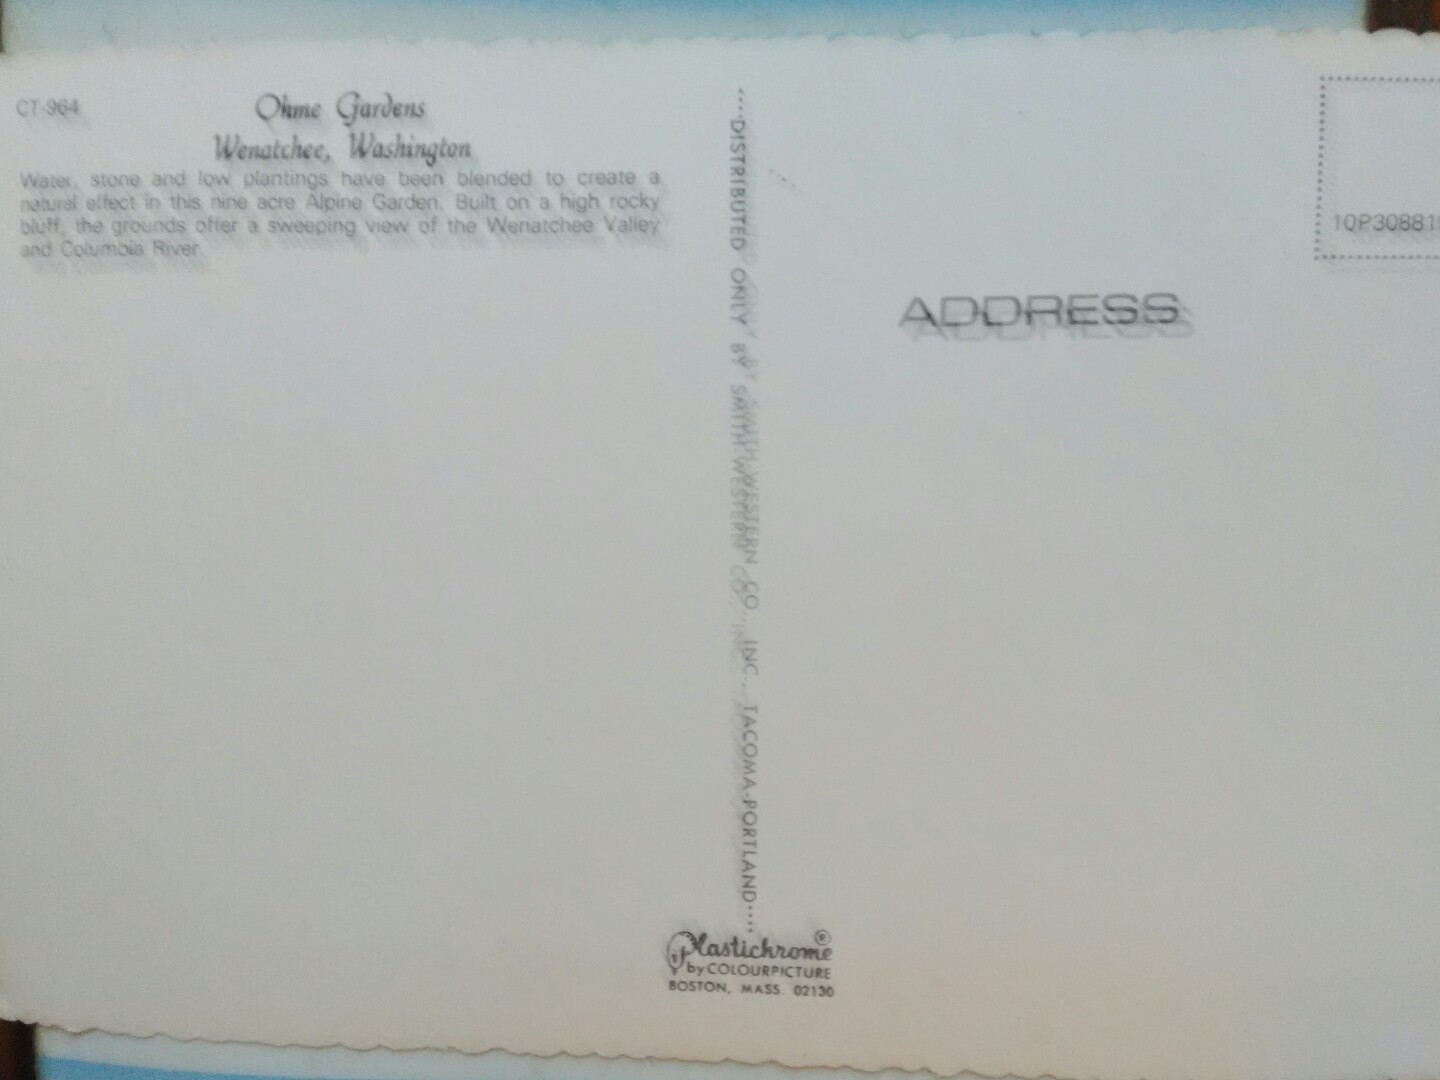 CT-964
Ohme Gardens
Wenatchee, Washington
Water, stone and low plantings have been blended to create a
natural effect in this nine acre Alpine Garden. Built on a high rocky
bluff, the grounds offer a sweeping view of the Wenatchee Valley
and Columbia River.
....DISTRIBUTED ONLY BY SMITH-WESTERN CO., INC., TACOMA-PORTLAND....
ADDRESS
Plastichrome®
by COLOURPICTURE
BOSTON, MASS. 02130